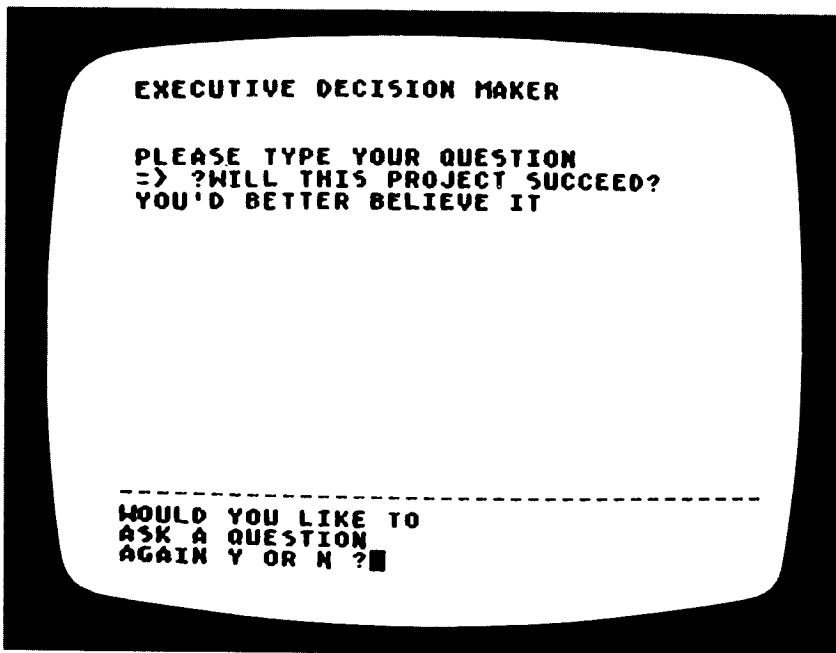 EXECUTIVE DECISION MAKER
PLEASE TYPE YOUR QUESTION
=> ?WILL THIS PROJECT SUCCEED?
YOU'D BETTER BELIEVE IT
----------------------------------------
WOULD YOU LIKE TO
ASK A QUESTION
AGAIN Y OR N ?